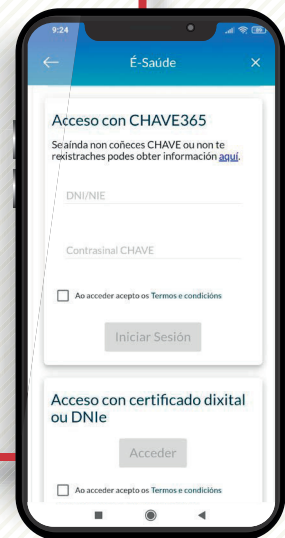 9:24
É-Saúde
Acceso con CHAVE365
Se aínda non coñeces CHAVE ou non te
rexistraches podes obter información aquí.
DNI/NIE
Contrasinal CHAVE
Ao acceder acepto os Termos e condicións
Iniciar Sesión
Acceso con certificado dixital
ou DNIe
Acceder
Ao acceder acepto os Termos e condicións